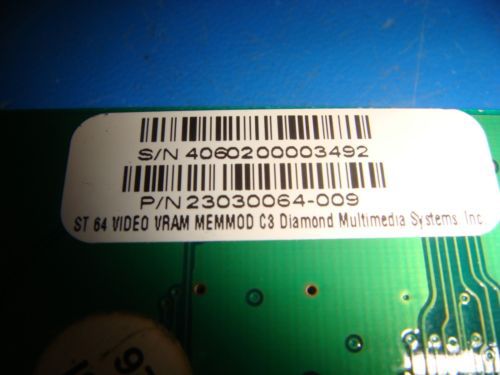 S/N 4060200003492
P/N 23030064-009
ST 64 VIDEO VRAM MEMMOD C3 Diamond Multimedia Systems, Inc